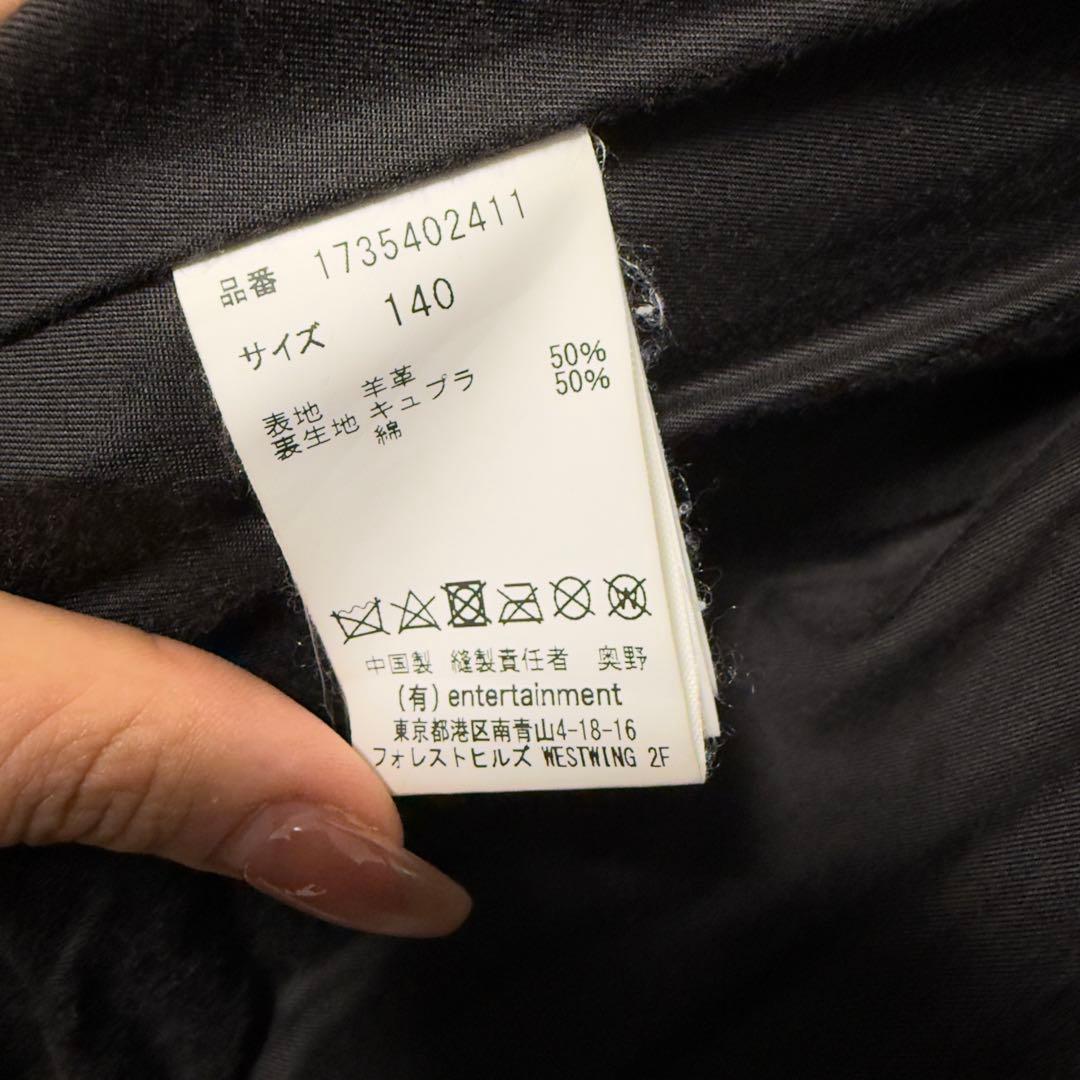 品番 1735402411
サイズ 140
表地 羊革
裏生地 キュプラ 50%
綿 50%
中国製 縫製責任者 奥野
(有) entertainment
東京都港区南青山4-18-16
フォレストヒルズ WESTWING 2F